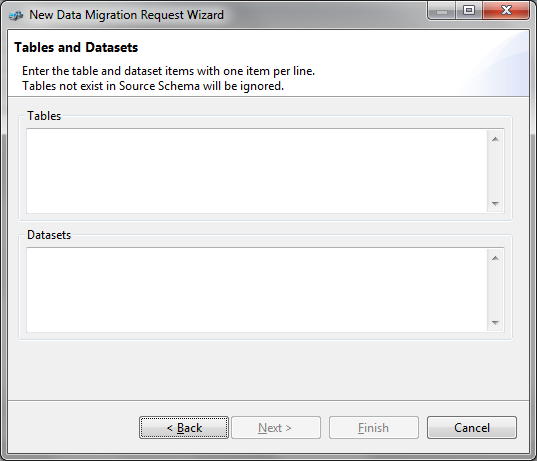 New Data Migration Request Wizard
Tables and Datasets
Enter the table and dataset items with one item per line.
Tables not exist in Source Schema will be ignored.
Tables
Datasets
< Back
Next >
Finish
Cancel